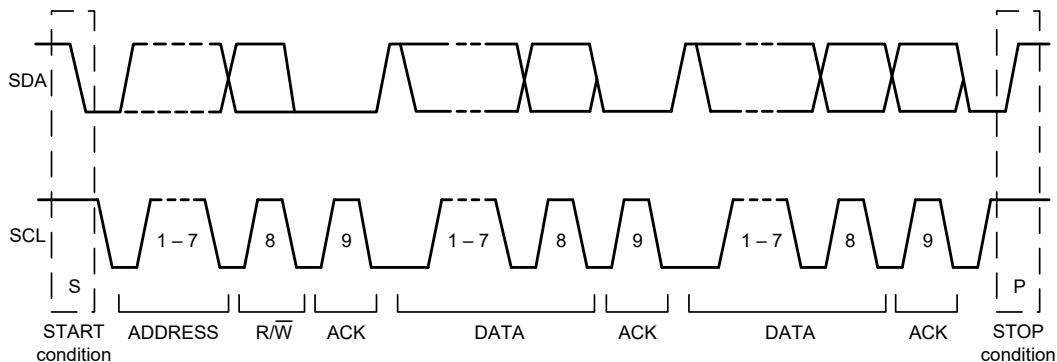 SDA
SCL
1 – 7 8 9 1 – 7 8 9 1 – 7 8 9
S P
START condition ADDRESS R/W̅ ACK DATA ACK DATA ACK STOP condition